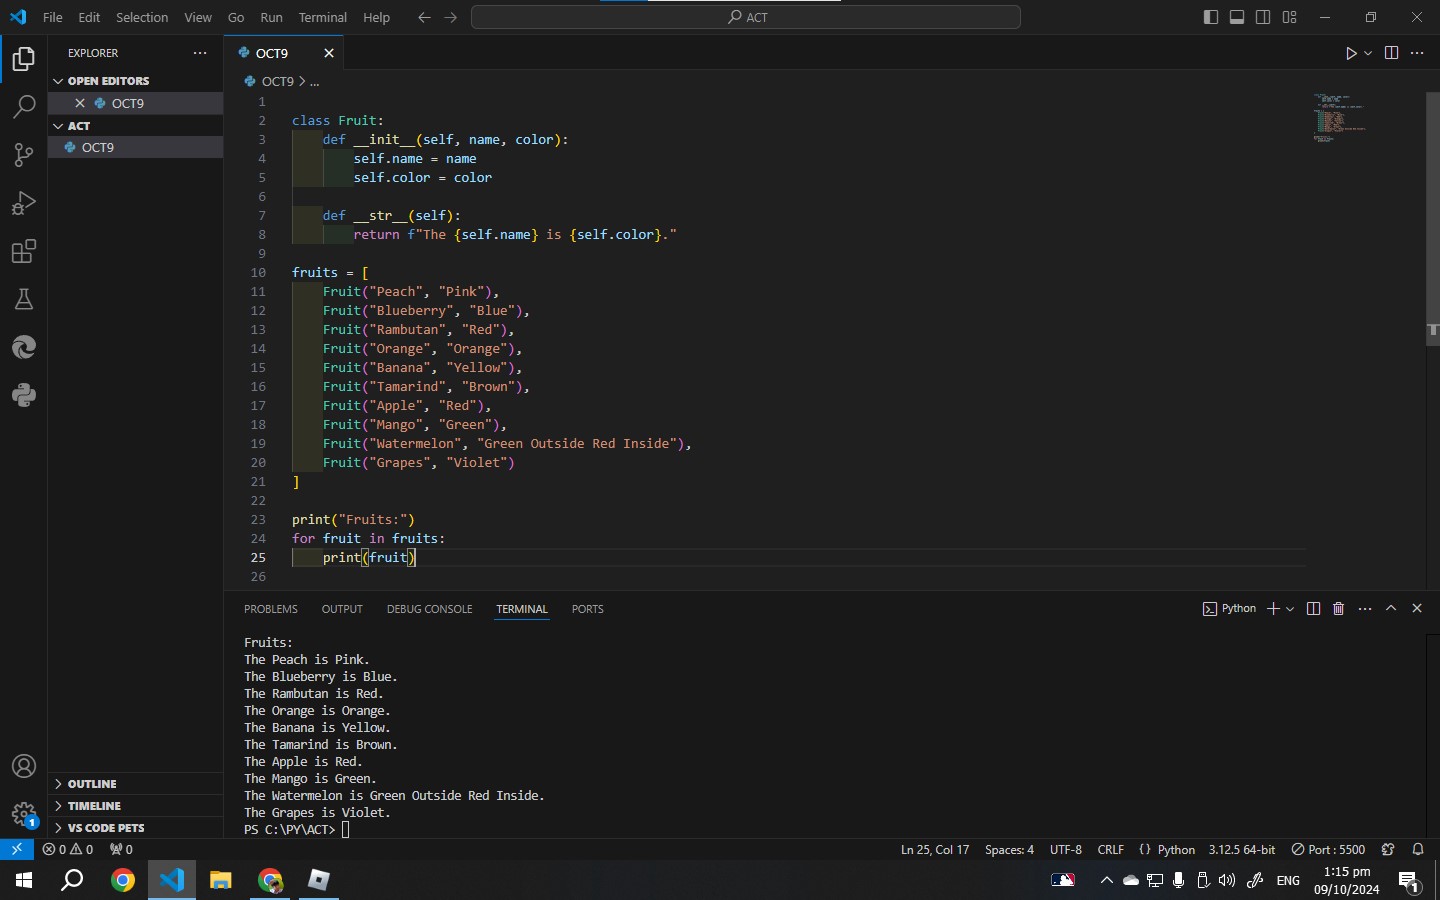 File Edit Selection View Go Run Terminal Help
ACT
EXPLORER
OPEN EDITORS
OCT9
ACT
OCT9
OUTLINE
TIMELINE
VS CODE PETS
1
OCT9
OCT9 > ...
1
2 class Fruit:
3     def __init__(self, name, color):
4         self.name = name
5         self.color = color
6
7     def __str__(self):
8         return f"The {self.name} is {self.color}."
9
10 fruits = [
11     Fruit("Peach", "Pink"),
12     Fruit("Blueberry", "Blue"),
13     Fruit("Rambutan", "Red"),
14     Fruit("Orange", "Orange"),
15     Fruit("Banana", "Yellow"),
16     Fruit("Tamarind", "Brown"),
17     Fruit("Apple", "Red"),
18     Fruit("Mango", "Green"),
19     Fruit("Watermelon", "Green Outside Red Inside"),
20     Fruit("Grapes", "Violet")
21 ]
22
23 print("Fruits:")
24 for fruit in fruits:
25     print(fruit)
26
PROBLEMS OUTPUT DEBUG CONSOLE TERMINAL PORTS
Python
Fruits:
The Peach is Pink.
The Blueberry is Blue.
The Rambutan is Red.
The Orange is Orange.
The Banana is Yellow.
The Tamarind is Brown.
The Apple is Red.
The Mango is Green.
The Watermelon is Green Outside Red Inside.
The Grapes is Violet.
PS C:\PY\ACT>
0 0 0 Ln 25, Col 17 Spaces: 4 UTF-8 CRLF {} Python 3.12.5 64-bit Port : 5500
ENG
1:15 pm
09/10/2024
1